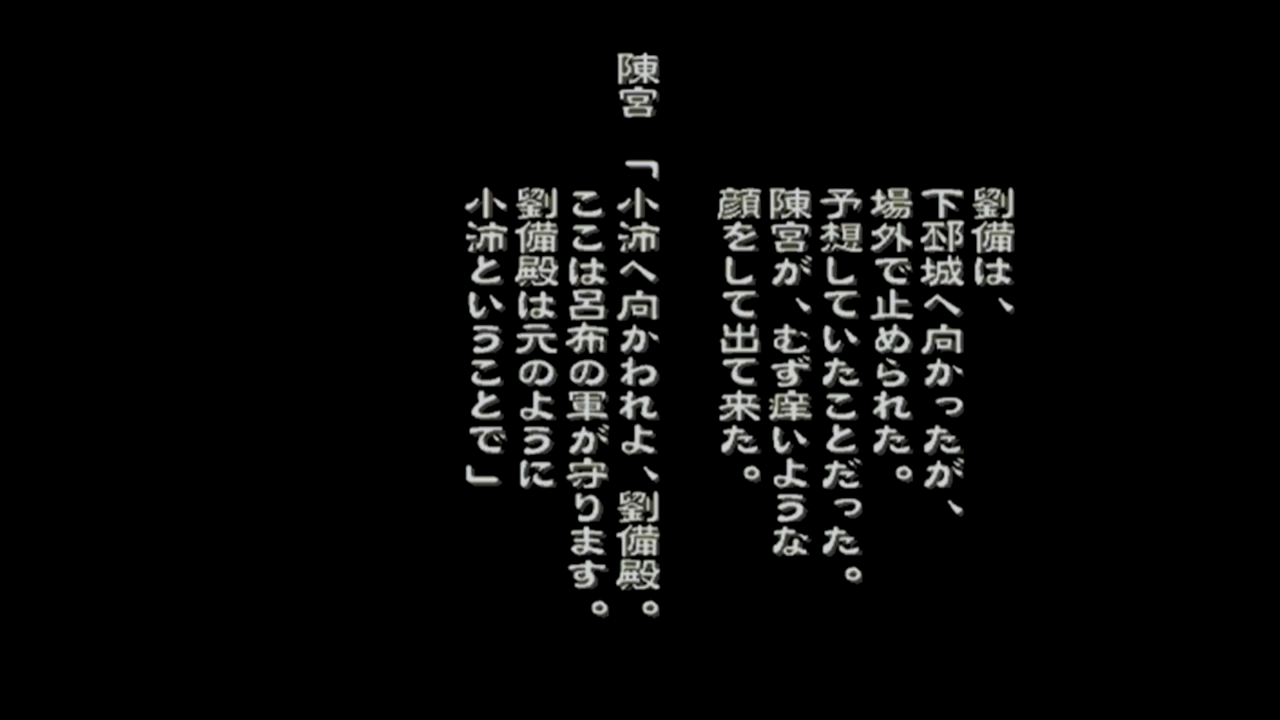 劉備は、
下邳城へ向かったが、
場外で止められた。
予想していたことだった。
陳宮が、むず痒いような
顔をして出て来た。
陳宮「小沛へ向かわれよ、劉備殿。
ここは呂布の軍が守ります。
劉備殿は元のように
小沛ということで」